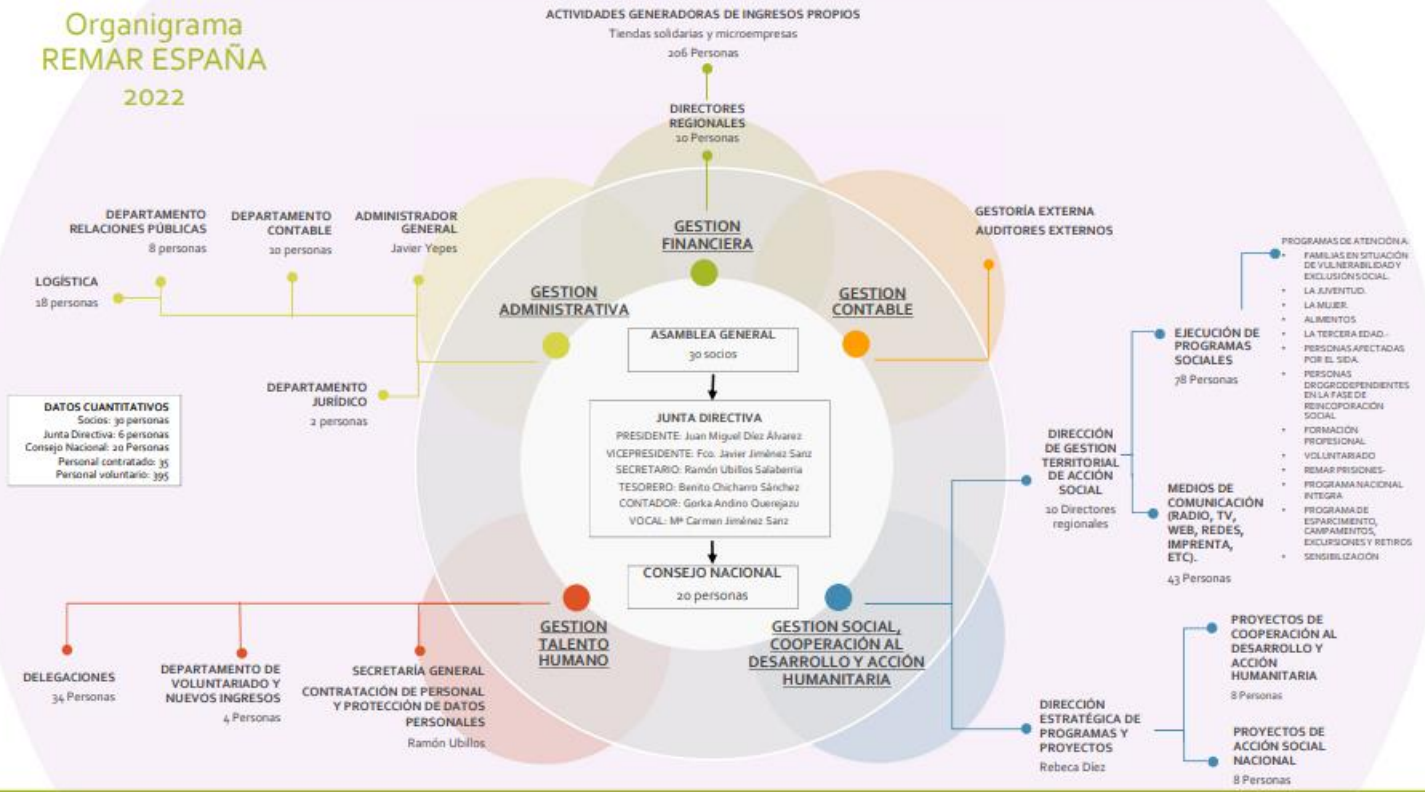 Organigrama
REMAR ESPAÑA
2022
ACTIVIDADES GENERADORAS DE INGRESOS PROPIOS
Tiendas solidarias y microempresas
206 Personas
DIRECTORES
REGIONALES
10 Personas
GESTION
FINANCIERA
DEPARTAMENTO
RELACIONES PÚBLICAS
8 personas
DEPARTAMENTO
CONTABLE
10 personas
ADMINISTRADOR
GENERAL
Javier Yepes
LOGÍSTICA
18 personas
GESTION
ADMINISTRATIVA
DEPARTAMENTO
JURÍDICO
2 personas
GESTORÍA EXTERNA
AUDITORES EXTERNOS
GESTION
CONTABLE
DATOS CUANTITATIVOS
Socios: 30 personas
Junta Directiva: 6 personas
Consejo Nacional: 20 Personas
Personal contratado: 35
Personal voluntario: 395
ASAMBLEA GENERAL
30 socios
JUNTA DIRECTIVA
PRESIDENTE: Juan Miguel Díez Álvarez
VICEPRESIDENTE: Fco. Javier Jiménez Sanz
SECRETARIO: Ramón Ubillos Salaberria
TESORERO: Benito Chicharro Sánchez
CONTADOR: Gorka Andino Querejazu
VOCAL: Mª Carmen Jiménez Sanz
CONSEJO NACIONAL
20 personas
GESTION
TALENTO
HUMANO
DELEGACIONES
34 Personas
DEPARTAMENTO DE
VOLUNTARIADO Y
NUEVOS INGRESOS
4 Personas
SECRETARÍA GENERAL
CONTRATACIÓN DE PERSONAL
Y PROTECCIÓN DE DATOS
PERSONALES
Ramón Ubillos
GESTION SOCIAL,
COOPERACIÓN AL
DESARROLLO Y ACCIÓN
HUMANITARIA
DIRECCIÓN
DE GESTION
TERRITORIAL
DE ACCIÓN
SOCIAL
10 Directores
regionales
EJECUCIÓN DE
PROGRAMAS
SOCIALES
78 Personas
PROGRAMAS DE ATENCIÓN A:
• FAMILIAS EN SITUACIÓN
DE VULNERABILIDAD Y
EXCLUSIÓN SOCIAL.
• LA JUVENTUD.
• LA MUJER.
• ALIMENTOS
• LA TERCERA EDAD.-
• PERSONAS AFECTADAS
POR EL SIDA.
• PERSONAS
DROGRODEPENDIENTES
EN LA FASE DE
REINCOPORACIÓN
SOCIAL
• FORMACIÓN
PROFESIONAL
• VOLUNTARIADO
• REMAR PRISIONES-
• PROGRAMA NACIONAL
INTEGRA
• PROGRAMA DE
ESPARCIMIENTO,
CAMPAMENTOS,
EXCURSIONES Y RETIROS
• SENSIBILIZACIÓN
MEDIOS DE
COMUNICACIÓN
(RADIO, TV,
WEB, REDES,
IMPRENTA,
ETC).
43 Personas
DIRECCIÓN
ESTRATÉGICA DE
PROGRAMAS Y
PROYECTOS
Rebeca Díez
PROYECTOS DE
COOPERACIÓN AL
DESARROLLO Y
ACCIÓN
HUMANITARIA
8 Personas
PROYECTOS DE
ACCIÓN SOCIAL
NACIONAL
8 Personas